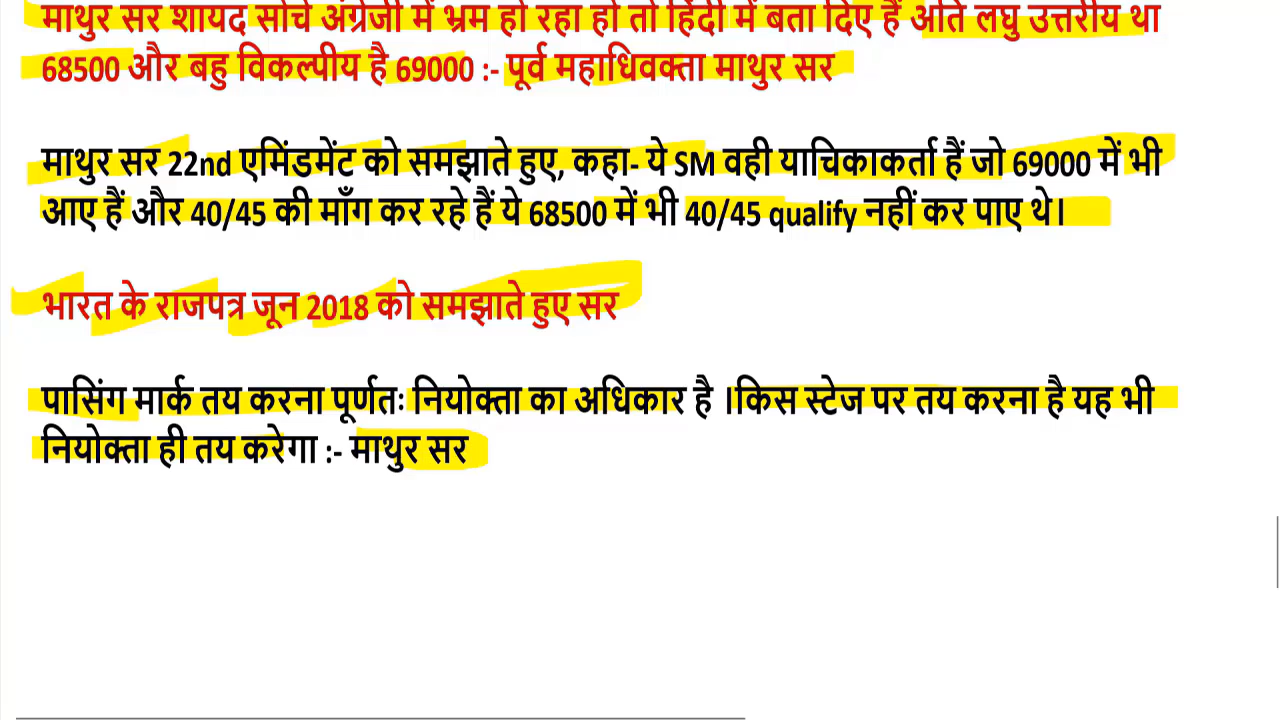 माथुर सर शायद सोचे अंग्रेजी में भ्रम हो रहा हो तो हिंदी में बता दिए हैं अति लघु उत्तरीय था
68500 और बहु विकल्पीय है 69000 :- पूर्व महाधिवक्ता माथुर सर
माथुर सर 22nd एमिंडमेंट को समझाते हुए, कहा- ये SM वही याचिकाकर्ता हैं जो 69000 में भी
आए हैं और 40/45 की माँग कर रहे हैं ये 68500 में भी 40/45 qualify नहीं कर पाए थे।
भारत के राजपत्र जून 2018 को समझाते हुए सर
पासिंग मार्क तय करना पूर्णतः नियोक्ता का अधिकार है ।किस स्टेज पर तय करना है यह भी
नियोक्ता ही तय करेगा :- माथुर सर